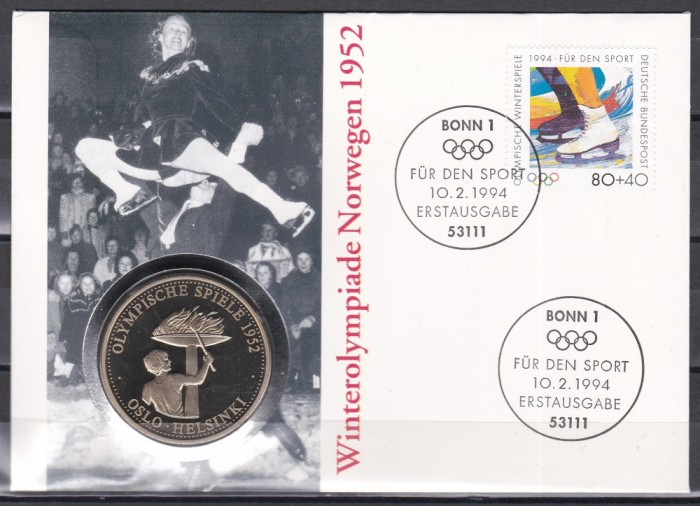 Winterolympiade Norwegen 1952
OLYMPISCHE SPIELE 1952
OSLO · HELSINKI
OLYMPISCHE WINTERSPIELE
1994 · FÜR DEN SPORT
DEUTSCHE BUNDESPOST
80+40
BONN 1
FÜR DEN SPORT
10.2.1994
ERSTAUSGABE
53111
BONN 1
FÜR DEN SPORT
10.2.1994
ERSTAUSGABE
53111